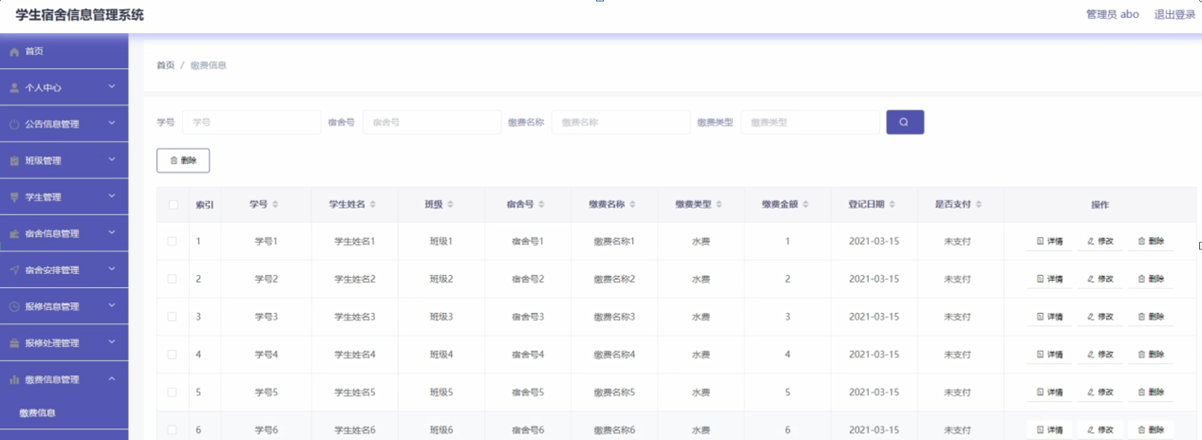 学生宿舍信息管理系统
管理员 abo 退出登录
首页
个人中心
公告信息管理
班级管理
学生管理
宿舍信息管理
宿舍安排管理
报修信息管理
报修处理管理
缴费信息管理
缴费信息
首页 / 缴费信息
学号 学号 宿舍号 宿舍号 缴费名称 缴费名称 缴费类型 缴费类型
删除
索引 学号 学生姓名 班级 宿舍号 缴费名称 缴费类型 缴费金额 登记日期 是否支付 操作
1 学号1 学生姓名1 班级1 宿舍号1 缴费名称1 水费 1 2021-03-15 未支付 详情 修改 删除
2 学号2 学生姓名2 班级2 宿舍号2 缴费名称2 水费 2 2021-03-15 未支付 详情 修改 删除
3 学号3 学生姓名3 班级3 宿舍号3 缴费名称3 水费 3 2021-03-15 未支付 详情 修改 删除
4 学号4 学生姓名4 班级4 宿舍号4 缴费名称4 水费 4 2021-03-15 未支付 详情 修改 删除
5 学号5 学生姓名5 班级5 宿舍号5 缴费名称5 水费 5 2021-03-15 未支付 详情 修改 删除
6 学号6 学生姓名6 班级6 宿舍号6 缴费名称6 水费 6 2021-03-15 未支付 详情 修改 删除